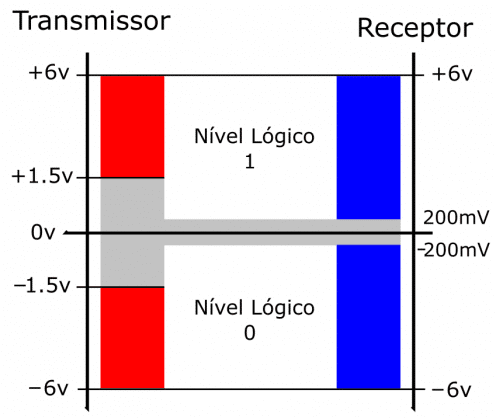 Transmissor
Receptor
+6v
+6v
Nível Lógico
1
+1.5v
200mV
0v
-200mV
-1.5v
Nível Lógico
0
-6v
-6v